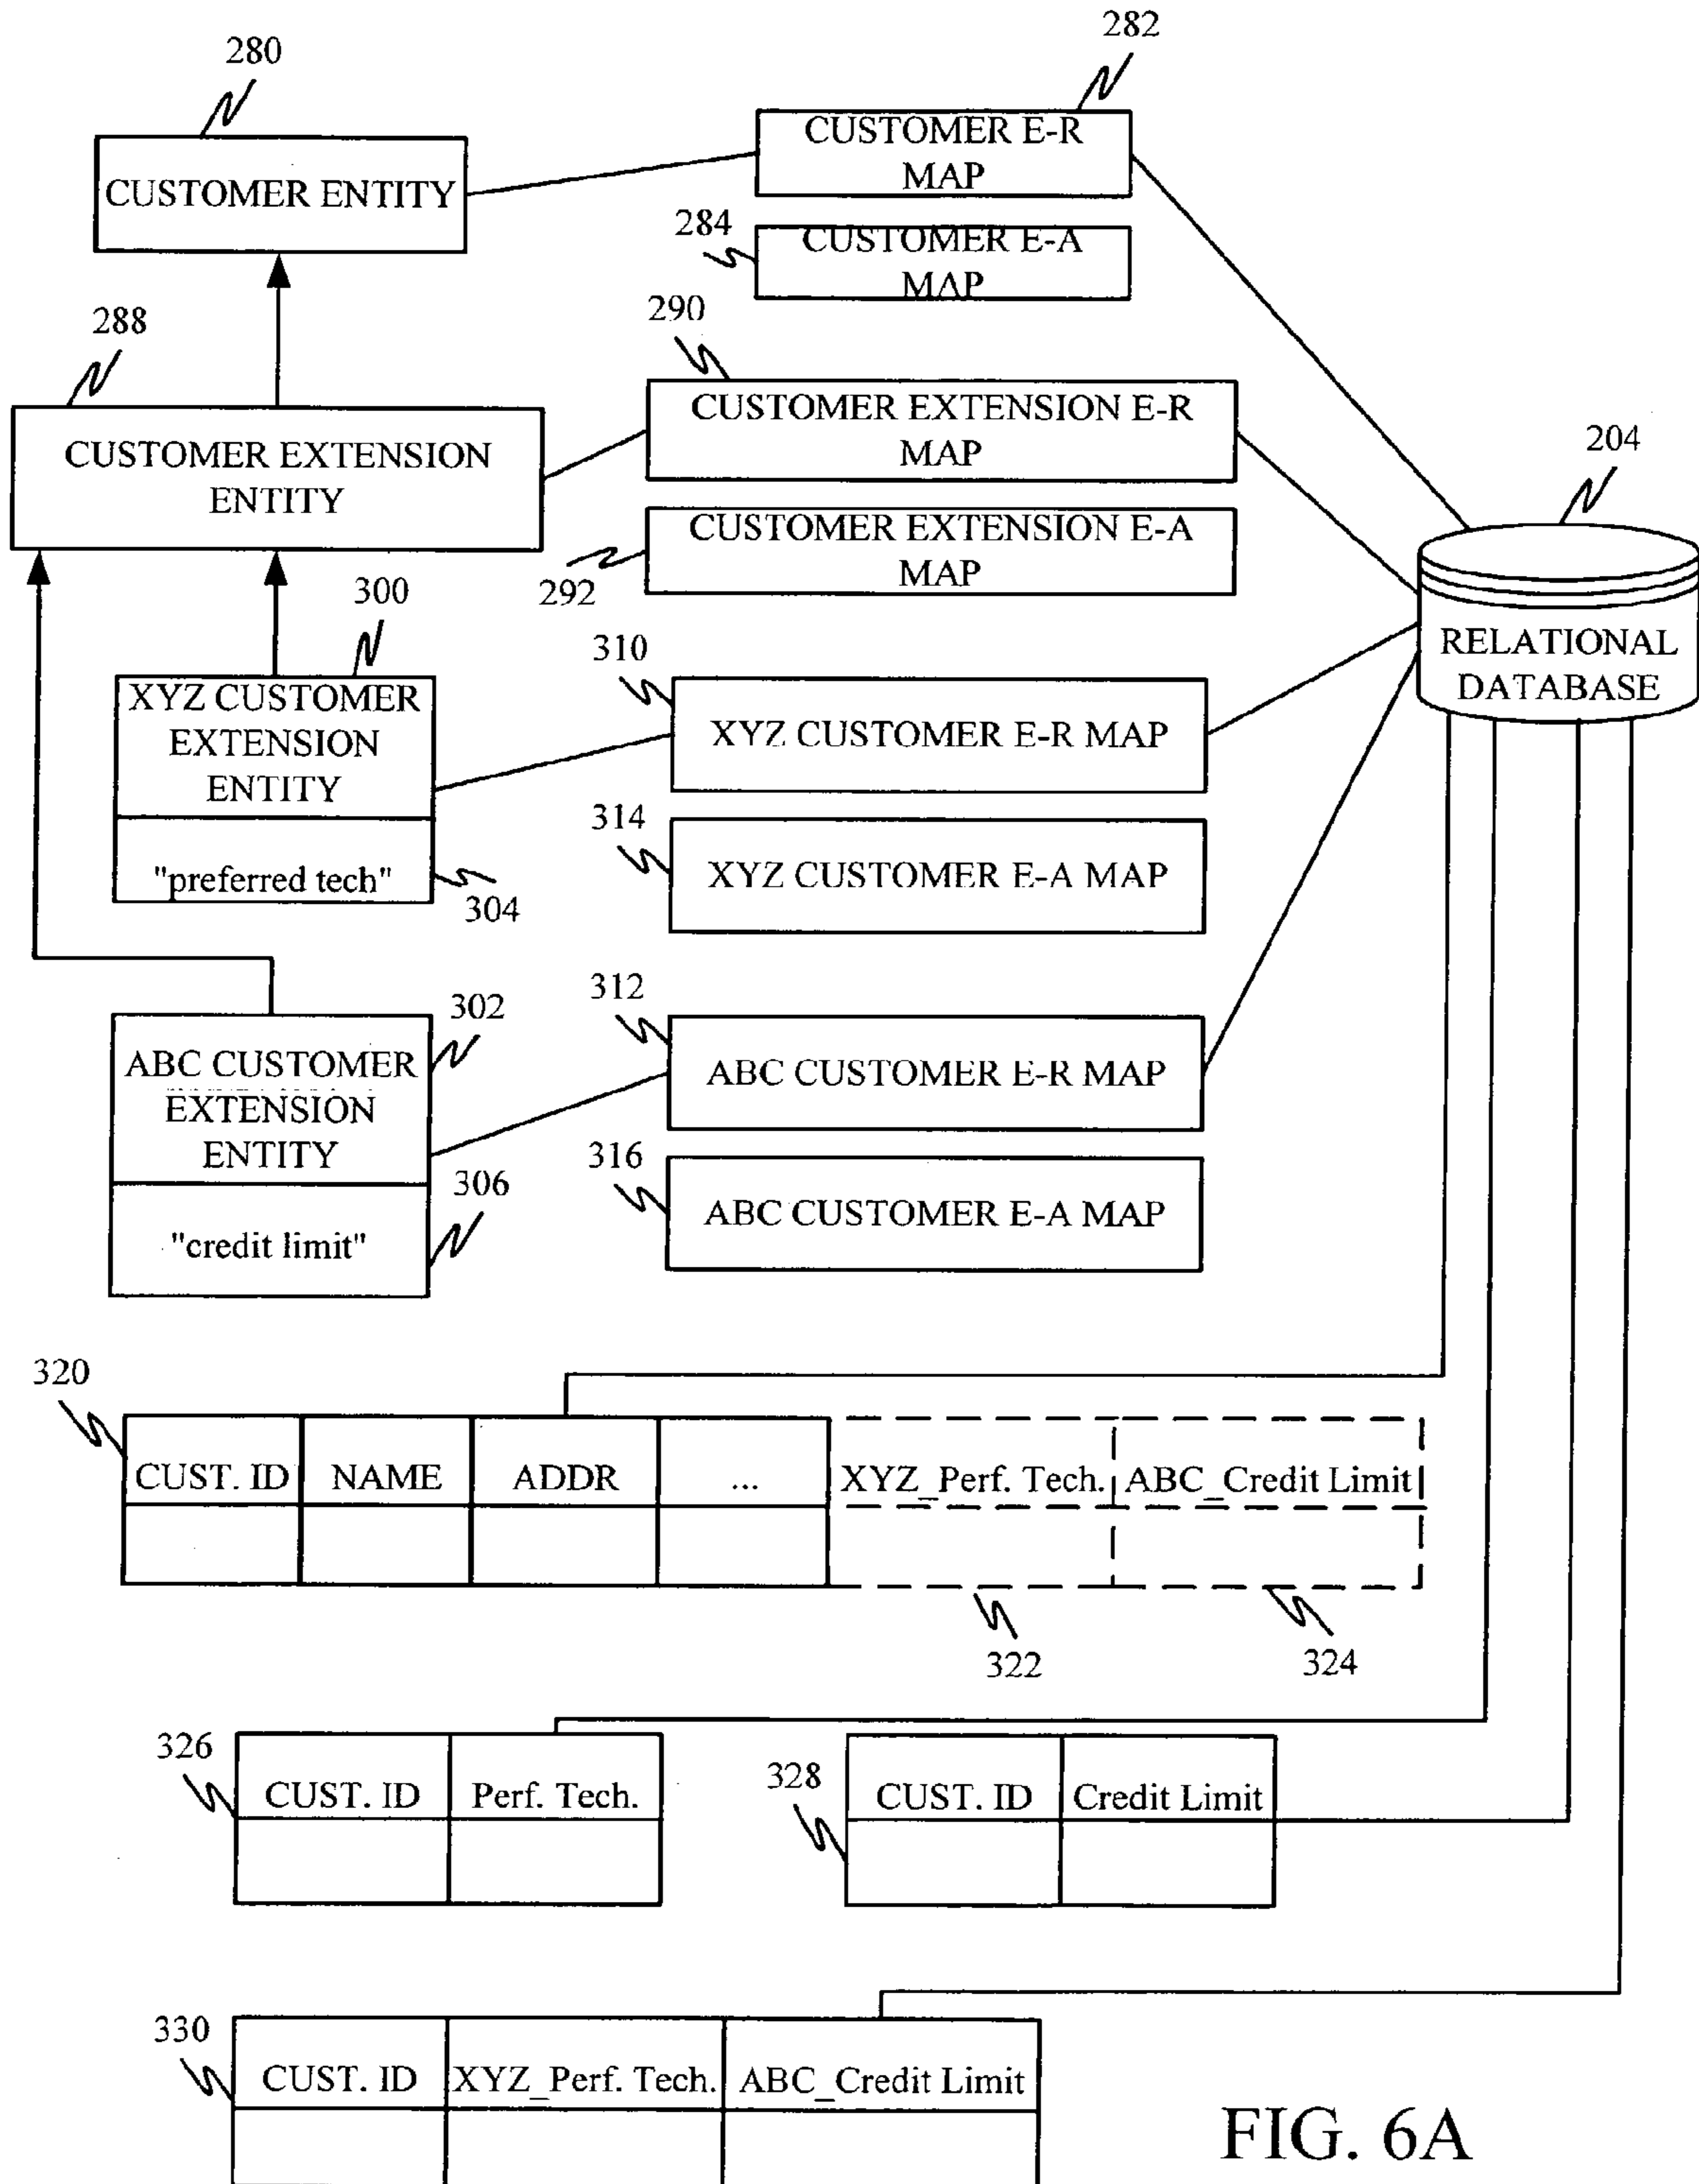 280
282
CUSTOMER ENTITY
CUSTOMER E-R
MAP
284
CUSTOMER E-A
MAP
288
290
CUSTOMER EXTENSION
ENTITY
CUSTOMER EXTENSION E-R
MAP
204
292
CUSTOMER EXTENSION E-A
MAP
RELATIONAL
DATABASE
300
XYZ CUSTOMER
EXTENSION
ENTITY
"preferred tech"
304
310
XYZ CUSTOMER E-R MAP
314
XYZ CUSTOMER E-A MAP
302
ABC CUSTOMER
EXTENSION
ENTITY
306
"credit limit"
312
ABC CUSTOMER E-R MAP
316
ABC CUSTOMER E-A MAP
320
CUST. ID NAME ADDR ... XYZ_Perf. Tech. ABC_Credit Limit
322
324
326
CUST. ID Perf. Tech.
328
CUST. ID Credit Limit
330
CUST. ID XYZ_Perf. Tech. ABC_Credit Limit
FIG. 6A